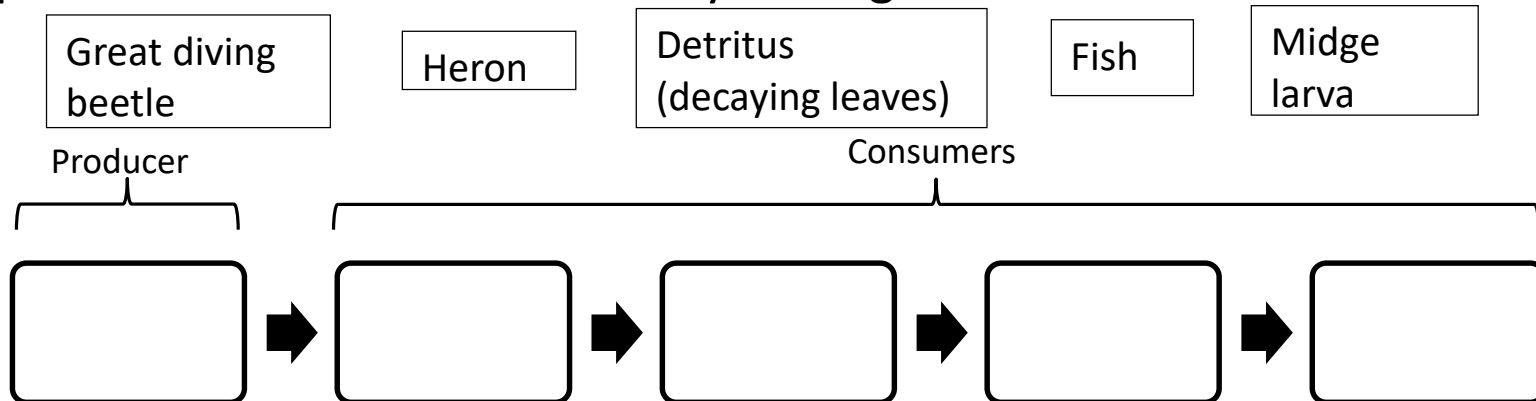 Great diving
beetle
Heron
Detritus
(decaying leaves)
Fish
Midge
larva
Producer
Consumers